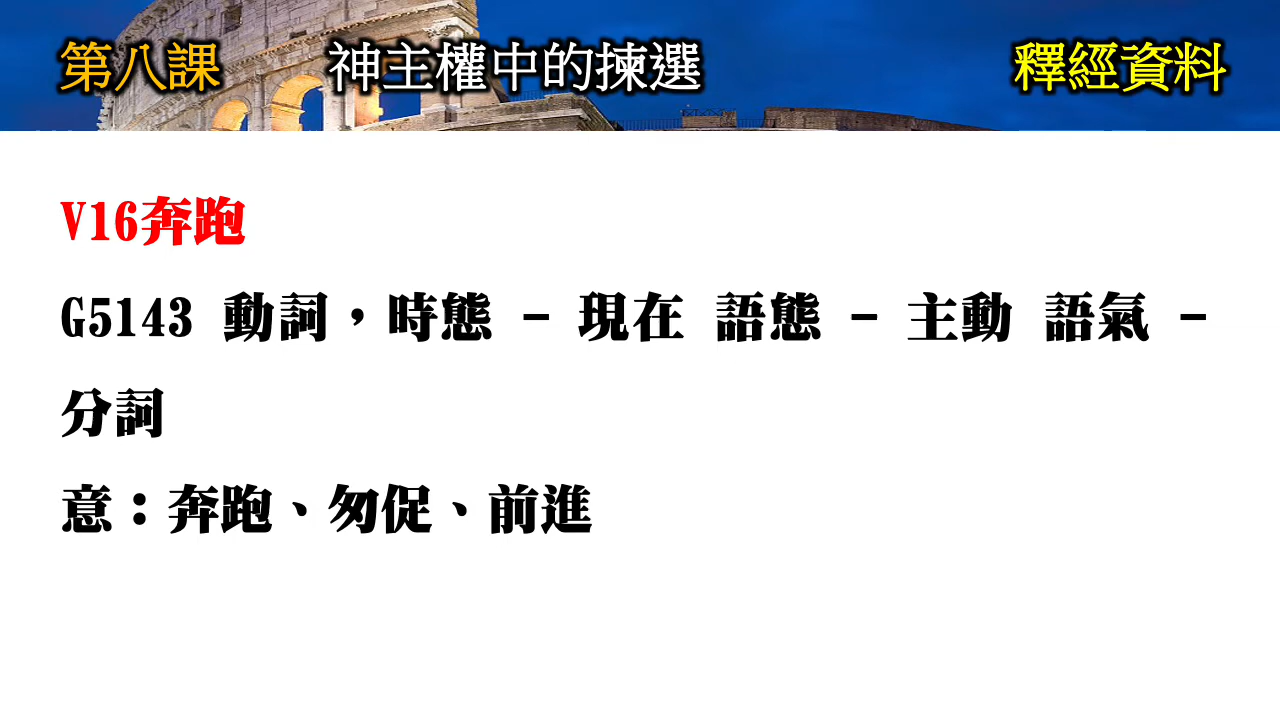 第八課 神主權中的揀選 釋經資料
V16奔跑
G5143 動詞，時態 - 現在 語態 - 主動 語氣 -
分詞
意：奔跑、匆促、前進